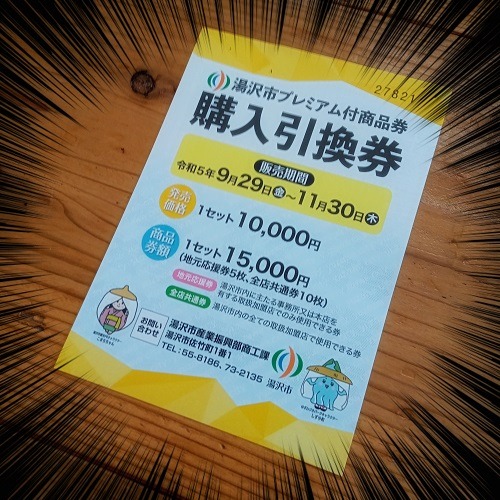 27821
湯沢市プレミアム付商品券
購入引換券
販売期間
令和5年9月29日金～11月30日木
発売価格
1セット 10,000円
商品券額
1セット 15,000円
(地元応援券5枚、全店共通券10枚)
地元応援券
湯沢市内に主たる事務所又は本店を
有する取扱加盟店でのみ使用できる券
全店共通券
湯沢市内の全ての取扱加盟店で使用できる券
お問い合わせ
湯沢市産業振興部商工課
湯沢市佐竹町1番1
TEL:55-8186、73-2135
湯沢市